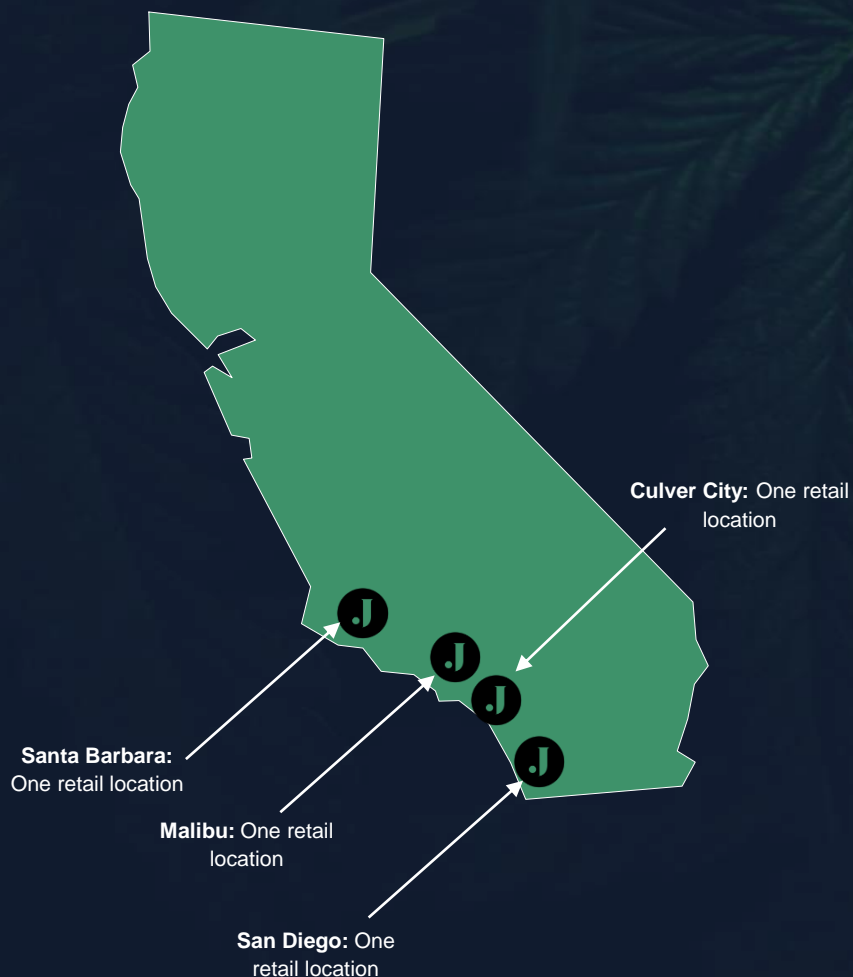 Culver City: One retail
location
.J
.J
.J
.J
Santa Barbara:
One retail location
Malibu: One retail
location
San Diego: One
retail location